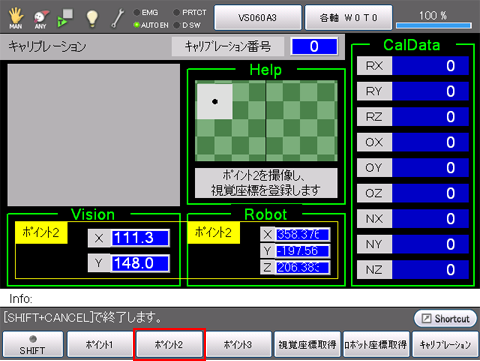 MAN
ANY
EMG
PRTCT
AUTO EN
D SW
VS060A3
各軸 W0T0
100 %
ｷｬﾘﾌﾞﾚｰｼｮﾝ
ｷｬﾘﾌﾞﾚｰｼｮﾝ番号
0
CalData
RX 0
RY 0
RZ 0
OX 0
OY 0
OZ 0
NX 0
NY 0
NZ 0
Help
ﾎﾟｲﾝﾄ2を撮像し、
視覚座標を登録します
Vision
ﾎﾟｲﾝﾄ2
X 111.3
Y 148.0
Robot
ﾎﾟｲﾝﾄ2
X 358.376
Y -197.56
Z 206.383
Info:
[SHIFT+CANCEL]で終了します。
Shortcut
SHIFT
ﾎﾟｲﾝﾄ1
ﾎﾟｲﾝﾄ2
ﾎﾟｲﾝﾄ3
視覚座標取得
ﾛﾎﾞｯﾄ座標取得
ｷｬﾘﾌﾞﾚｰｼｮﾝ